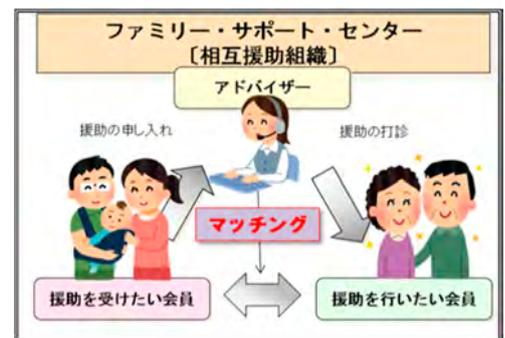 ファミリー・サポート・センター
〔相互援助組織〕
アドバイザー
援助の申し入れ
援助の打診
マッチング
援助を受けたい会員
援助を行いたい会員